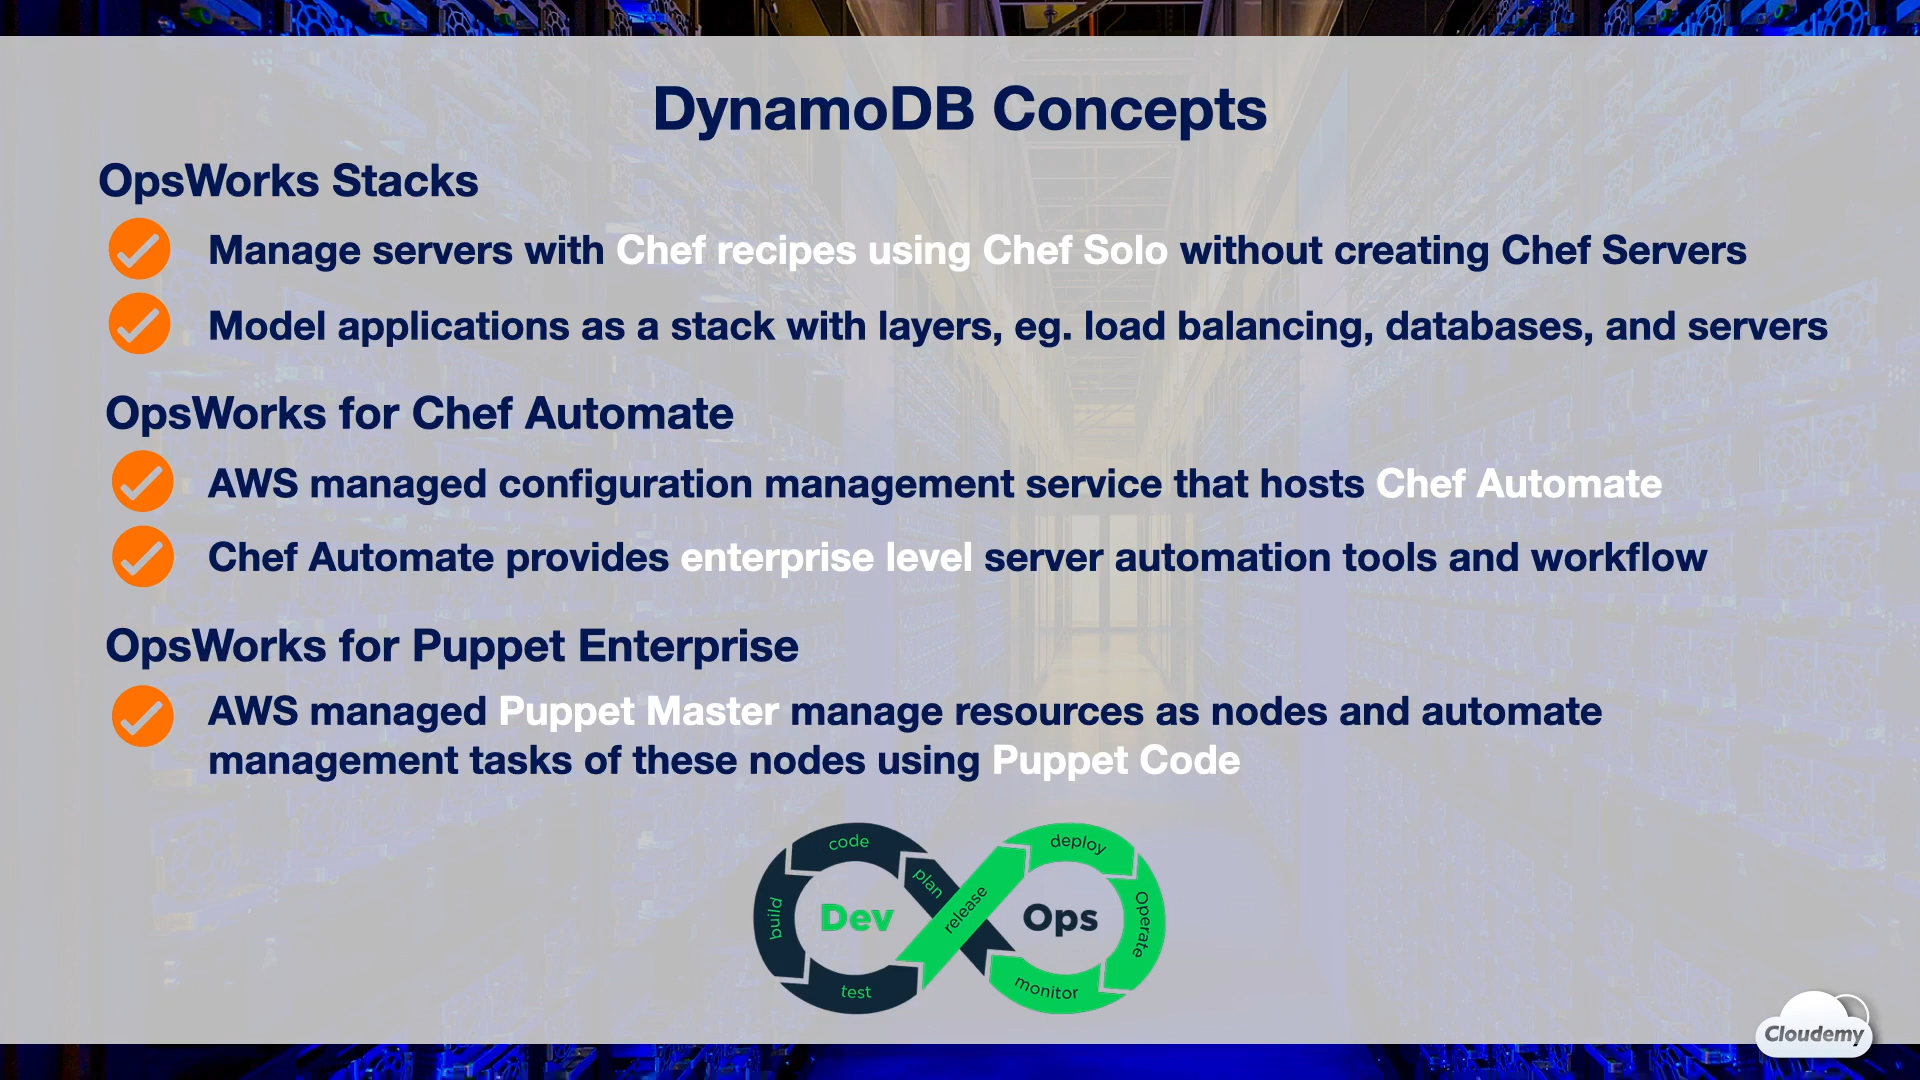 DynamoDB Concepts
OpsWorks Stacks
Manage servers with Chef recipes using Chef Solo without creating Chef Servers
Model applications as a stack with layers, eg. load balancing, databases, and servers
OpsWorks for Chef Automate
AWS managed configuration management service that hosts Chef Automate
Chef Automate provides enterprise level server automation tools and workflow
OpsWorks for Puppet Enterprise
AWS managed Puppet Master manage resources as nodes and automate
management tasks of these nodes using Puppet Code
code
plan
build
Dev
test
release
deploy
Ops
Operate
monitor
Cloudemy